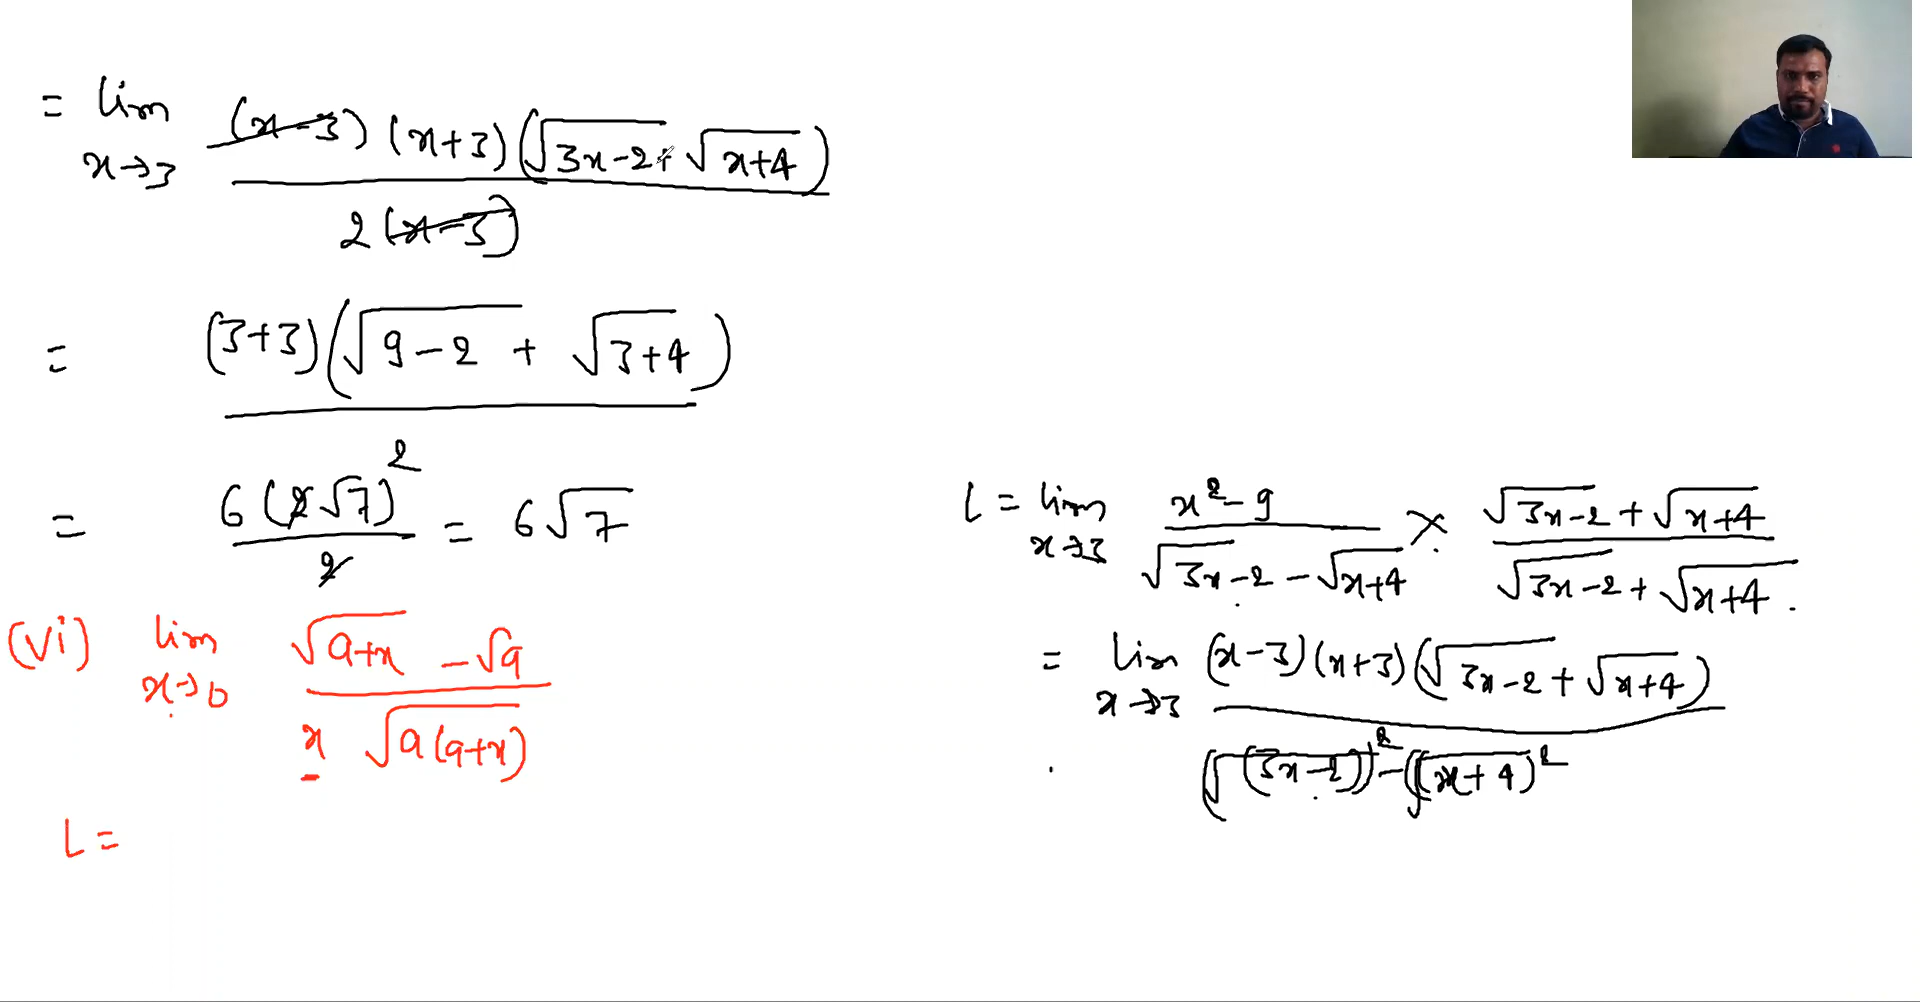 = lim x→3 (x-3)(x+3)(√3x-2 + √x+4)
2(x-3)
= (3+3)(√9-2 + √3+4)
2
= 6(2√7) / 2 = 6√7
(vi) lim x→0 √a+x - √a
x √a(a+x)
L =
L = lim x→3 x²-9 / √3x-2 - √x+4 × √3x-2 + √x+4 / √3x-2 + √x+4.
= lim x→3 (x-3)(x+3)(√3x-2 + √x+4)
(√(3x-2))² - (√(x+4)²